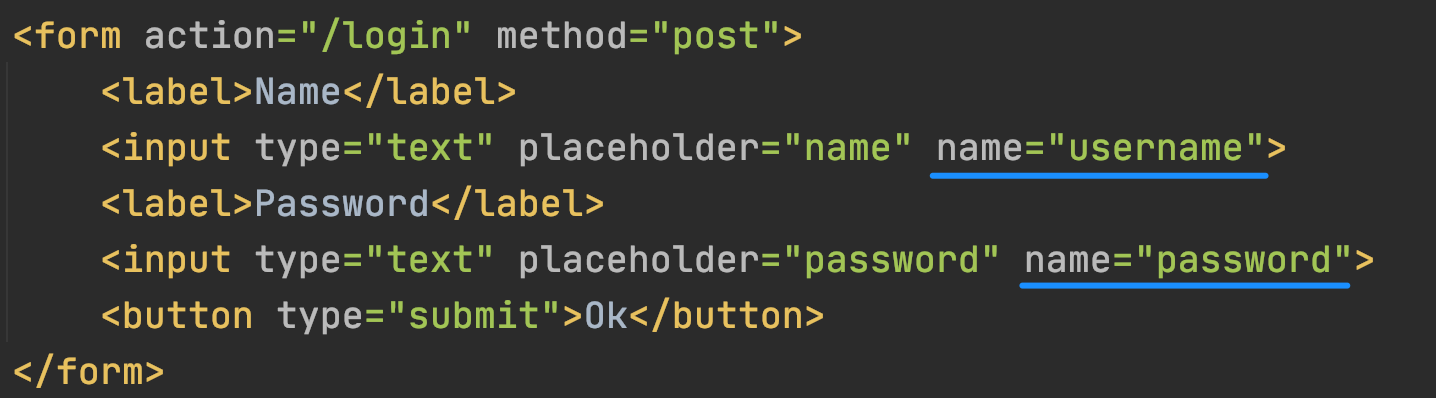 <form action="/login" method="post">
<label>Name</label>
<input type="text" placeholder="name" name="username">
<label>Password</label>
<input type="text" placeholder="password" name="password">
<button type="submit">Ok</button>
</form>